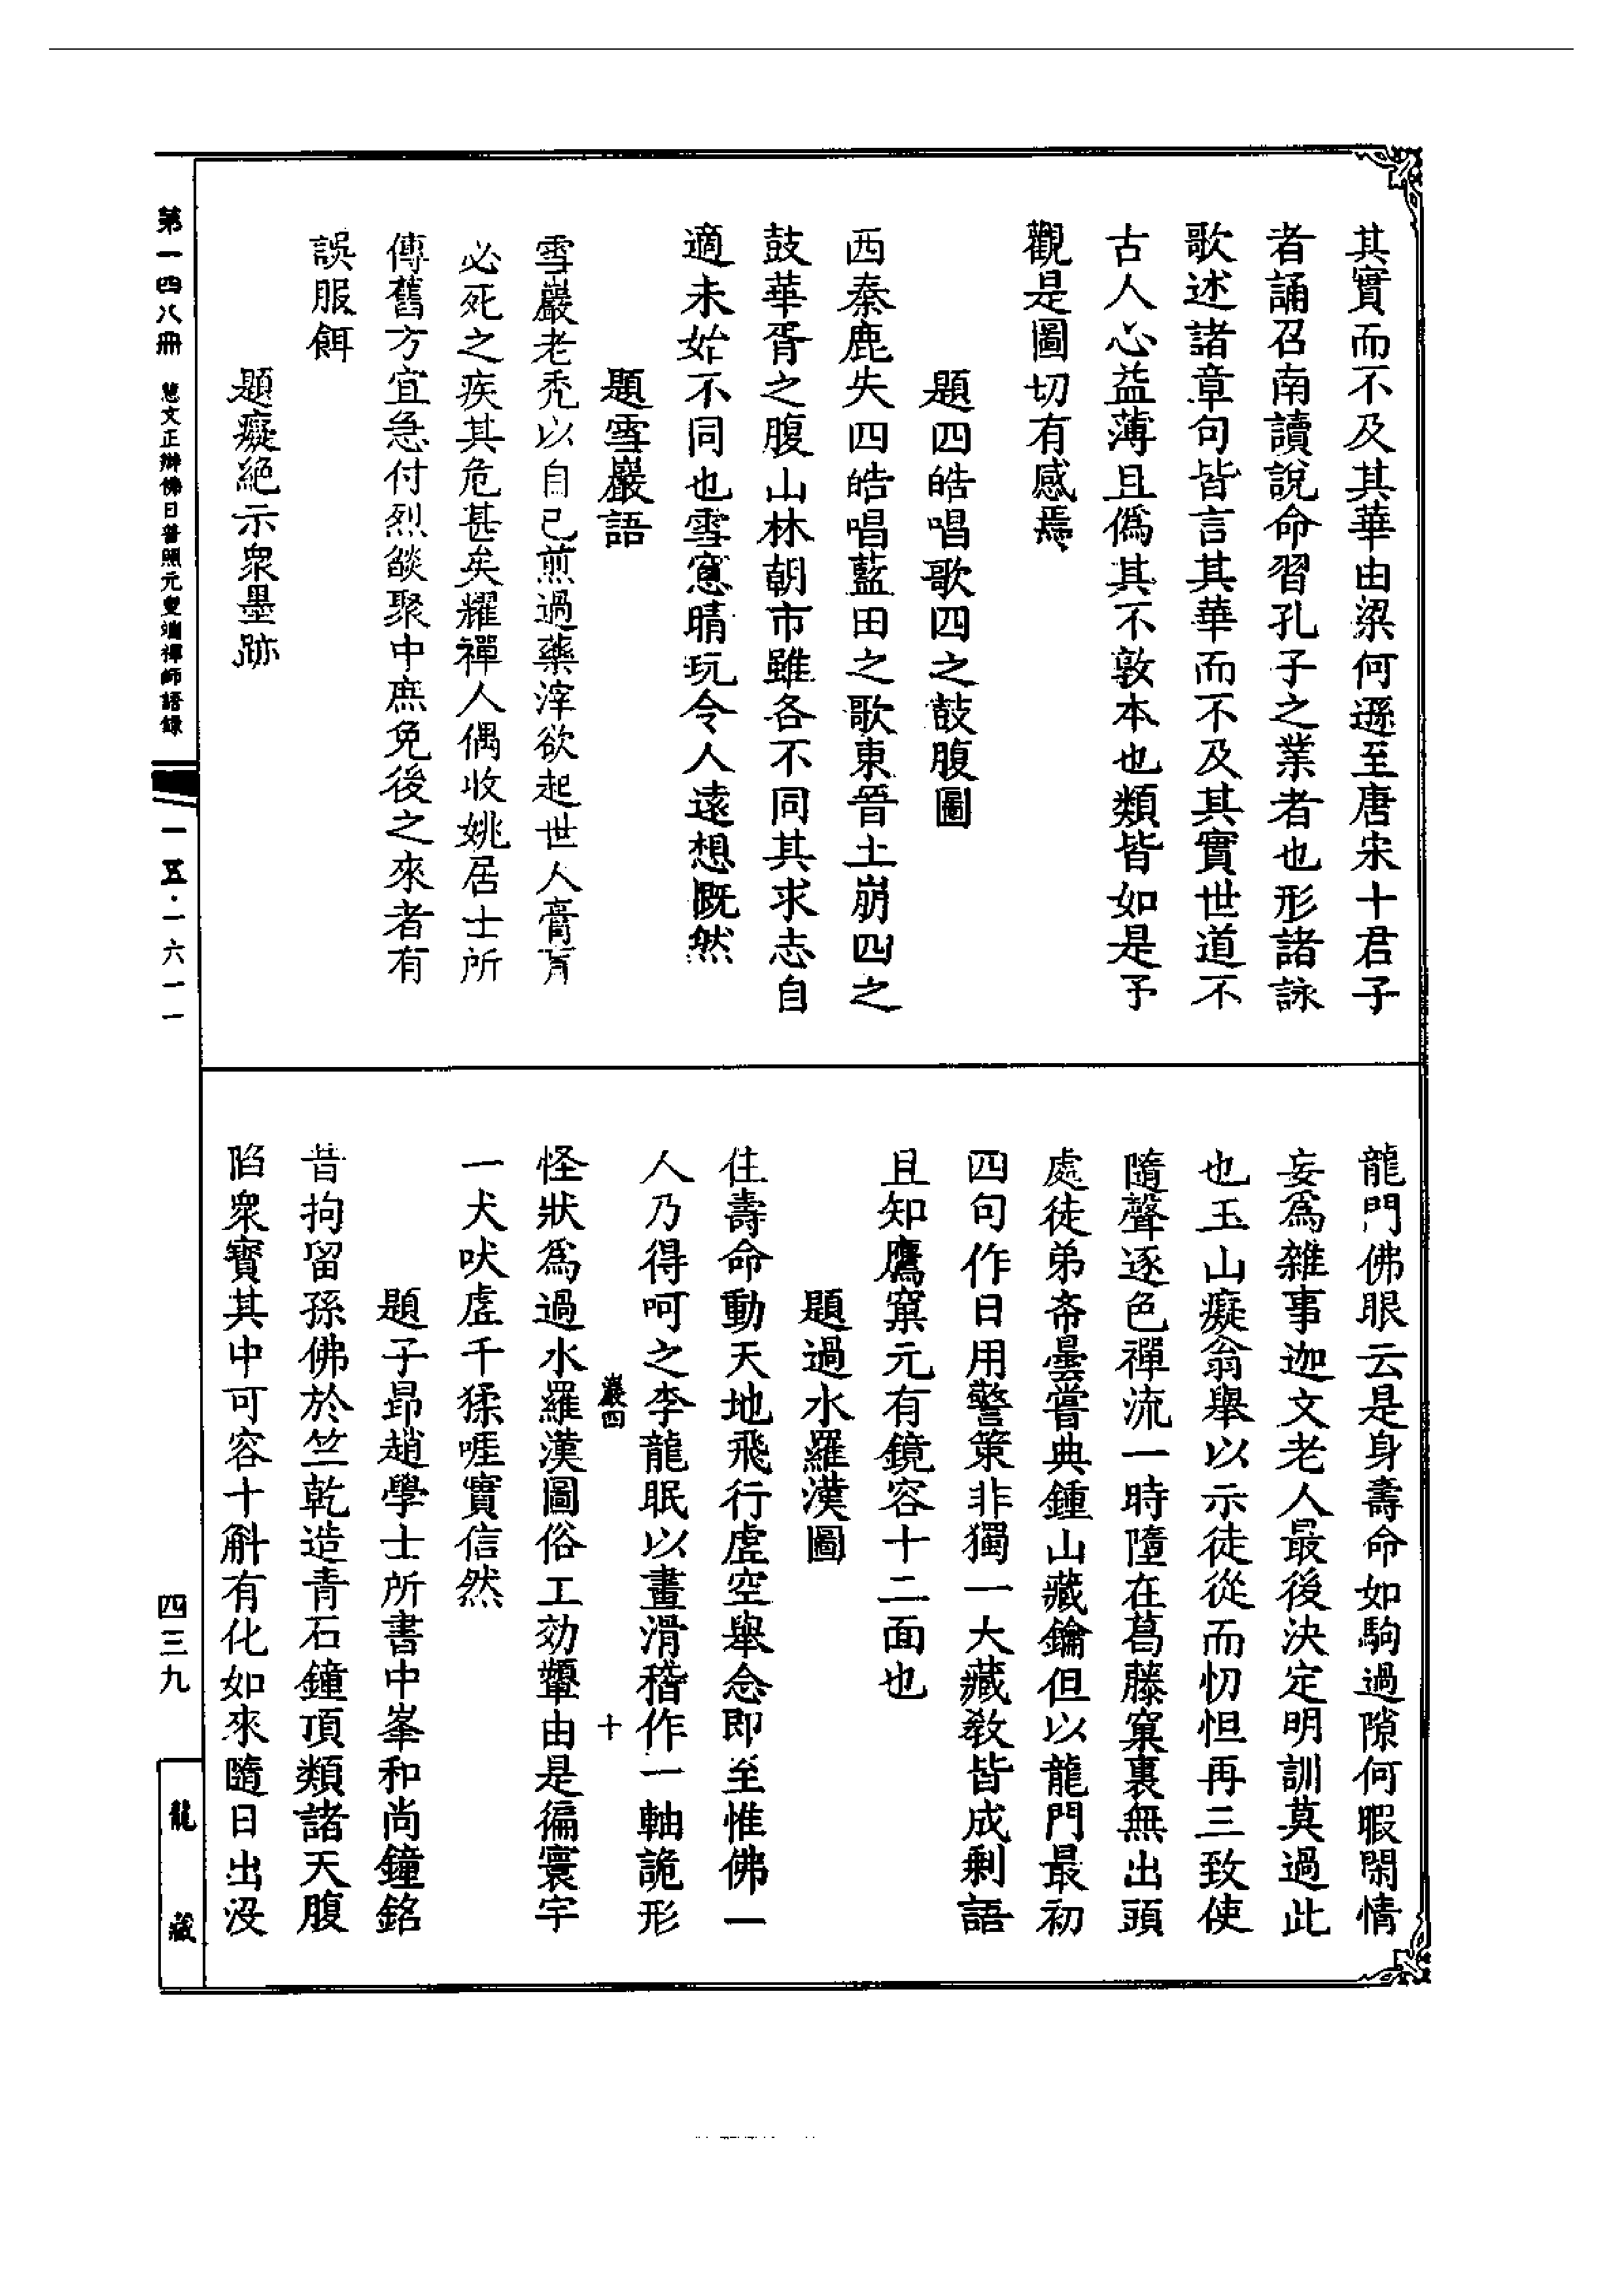 其實而不及其華由梁何遜至唐宋十君子
者誦召南讀說命習孔子之業者也形諸詠
歌述諸章句皆言其華而不及其實世道不
古人心益薄且僞其不敦本也類皆如是予
觀是圖切有感焉
題四皓唱歌四之鼓腹圖
西秦鹿失四皓唱藍田之歌東晉土崩四之
鼓華胥之腹山林朝市雖各不同其求志自
適未始不同也雪窻晴玩令人遠想慨然
題雪巖語
雪巖老禿以自己煎過藥滓欲起世人膏肓
必死之疾其危甚矣耀禪人偶收姚居士所
傳舊方宜急付烈燄聚中庶免後之來者有
誤服餌
題癡絕示衆墨跡
龍門佛眼云是身壽命如駒過隙何暇閑情
妄爲雜事迦文老人最後決定明訓莫過此
也玉山癡翁舉以示徒從而忉怛再三致使
隨聲逐色禪流一時墮在葛藤窠裏無出頭
處徒弟帝曇嘗典鍾山藏鑰但以龍門最初
四句作日用警策非獨一大藏教皆成剩語
且知鷹窠元有鏡容十二面也
題過水羅漢圖
住壽命動天地飛行虛空舉念即至惟佛一
人乃得呵之李龍眠以畫滑稽作一軸詭形
巖四 十
怪狀爲過水羅漢圖俗工効顰由是徧寰宇
一犬吠虛千猱啀實信然
題子昂趙學士所書中峯和尚鐘銘
昔拘留孫佛於竺乾造青石鐘頂類諸天腹
陷衆寶其中可容十斛有化如來隨日出沒
第一四八冊 慧文正辯佛日普照元叟端禪師語錄
一五·一六一一
四三九
龍藏